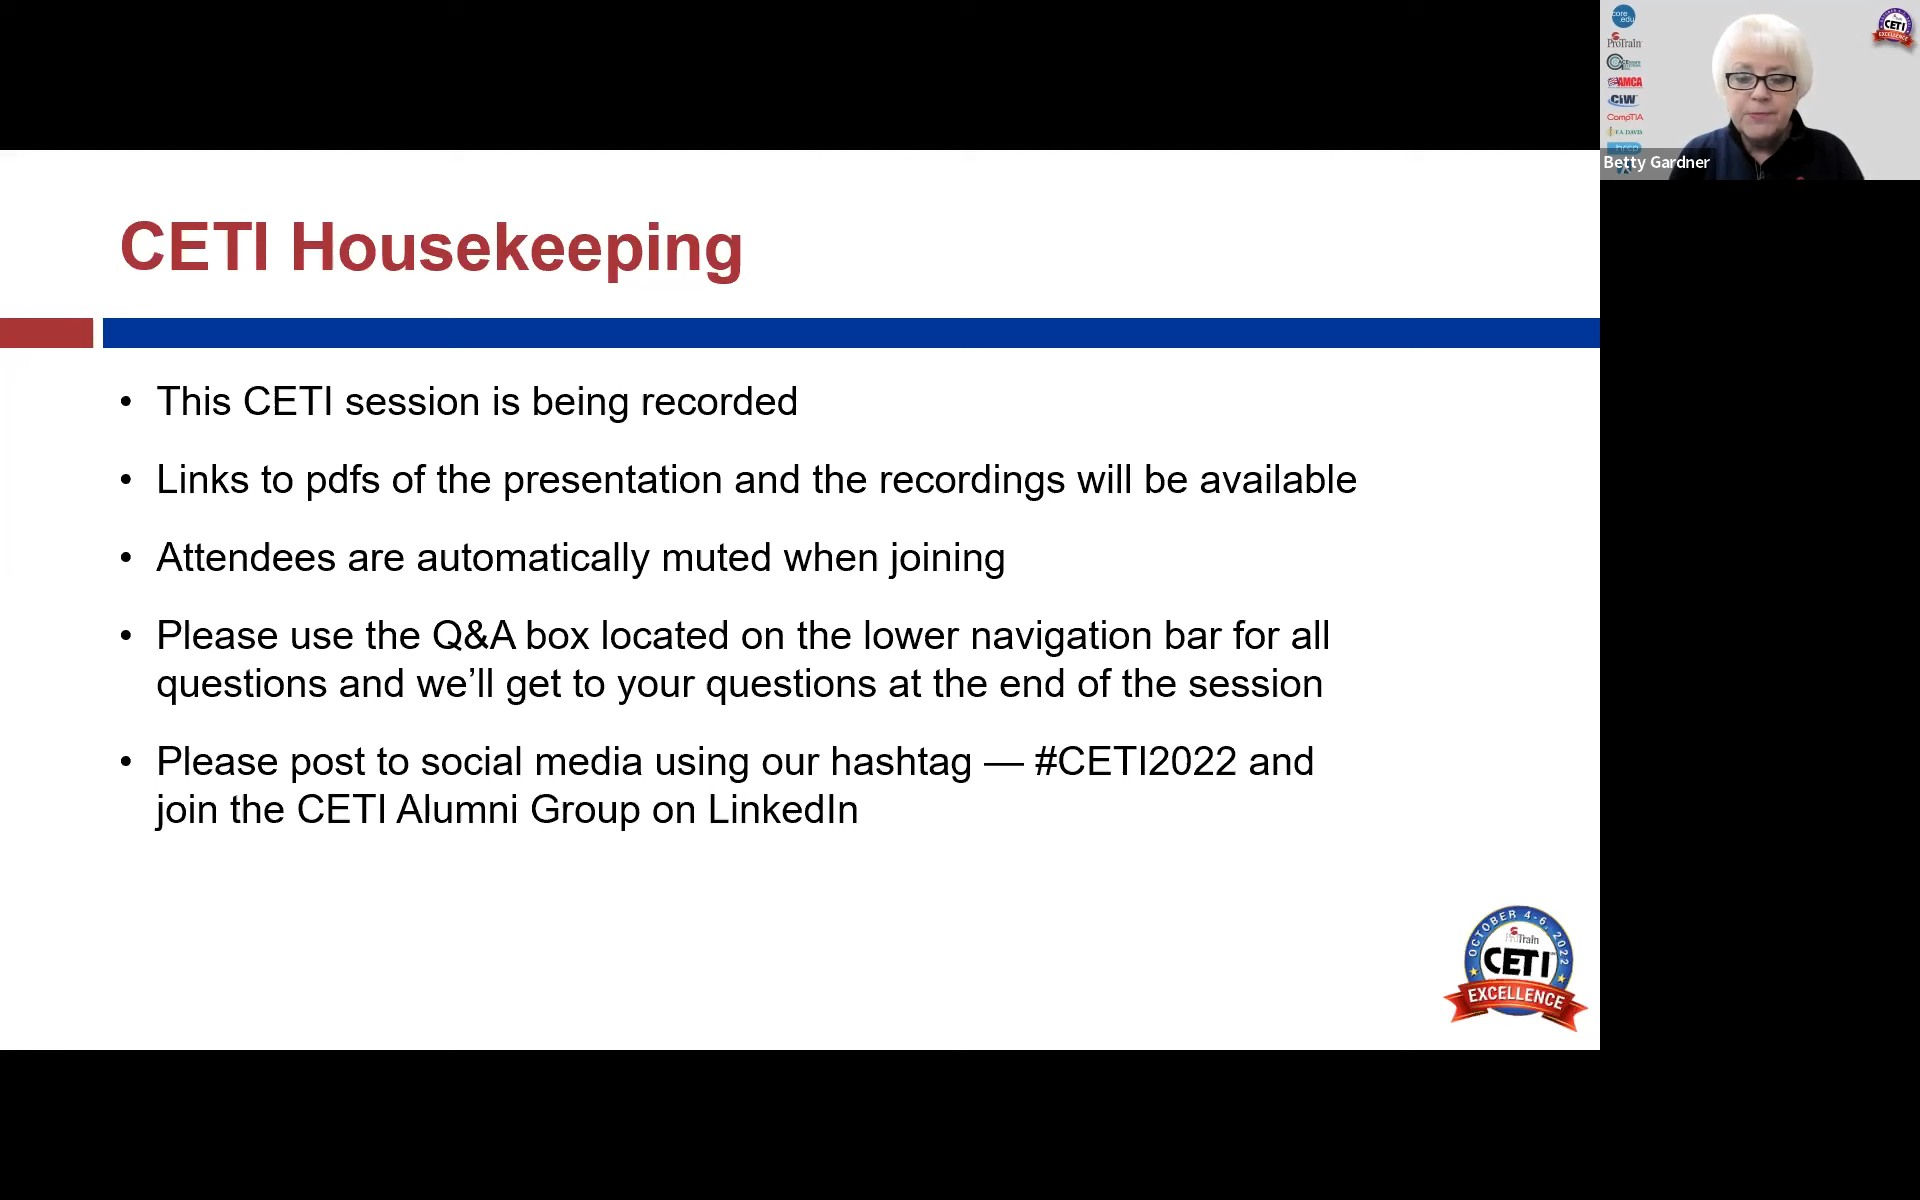 CETI Housekeeping
• This CETI session is being recorded
• Links to pdfs of the presentation and the recordings will be available
• Attendees are automatically muted when joining
• Please use the Q&A box located on the lower navigation bar for all
questions and we’ll get to your questions at the end of the session
• Please post to social media using our hashtag — #CETI2022 and
join the CETI Alumni Group on LinkedIn
OCTOBER 4-6, 2022
ProTrain
CETI
EXCELLENCE
core
edu
ProTrain
AMCA
CIW
CompTIA
F.A. DAVIS
Betty Gardner
CETI
EXCELLENCE